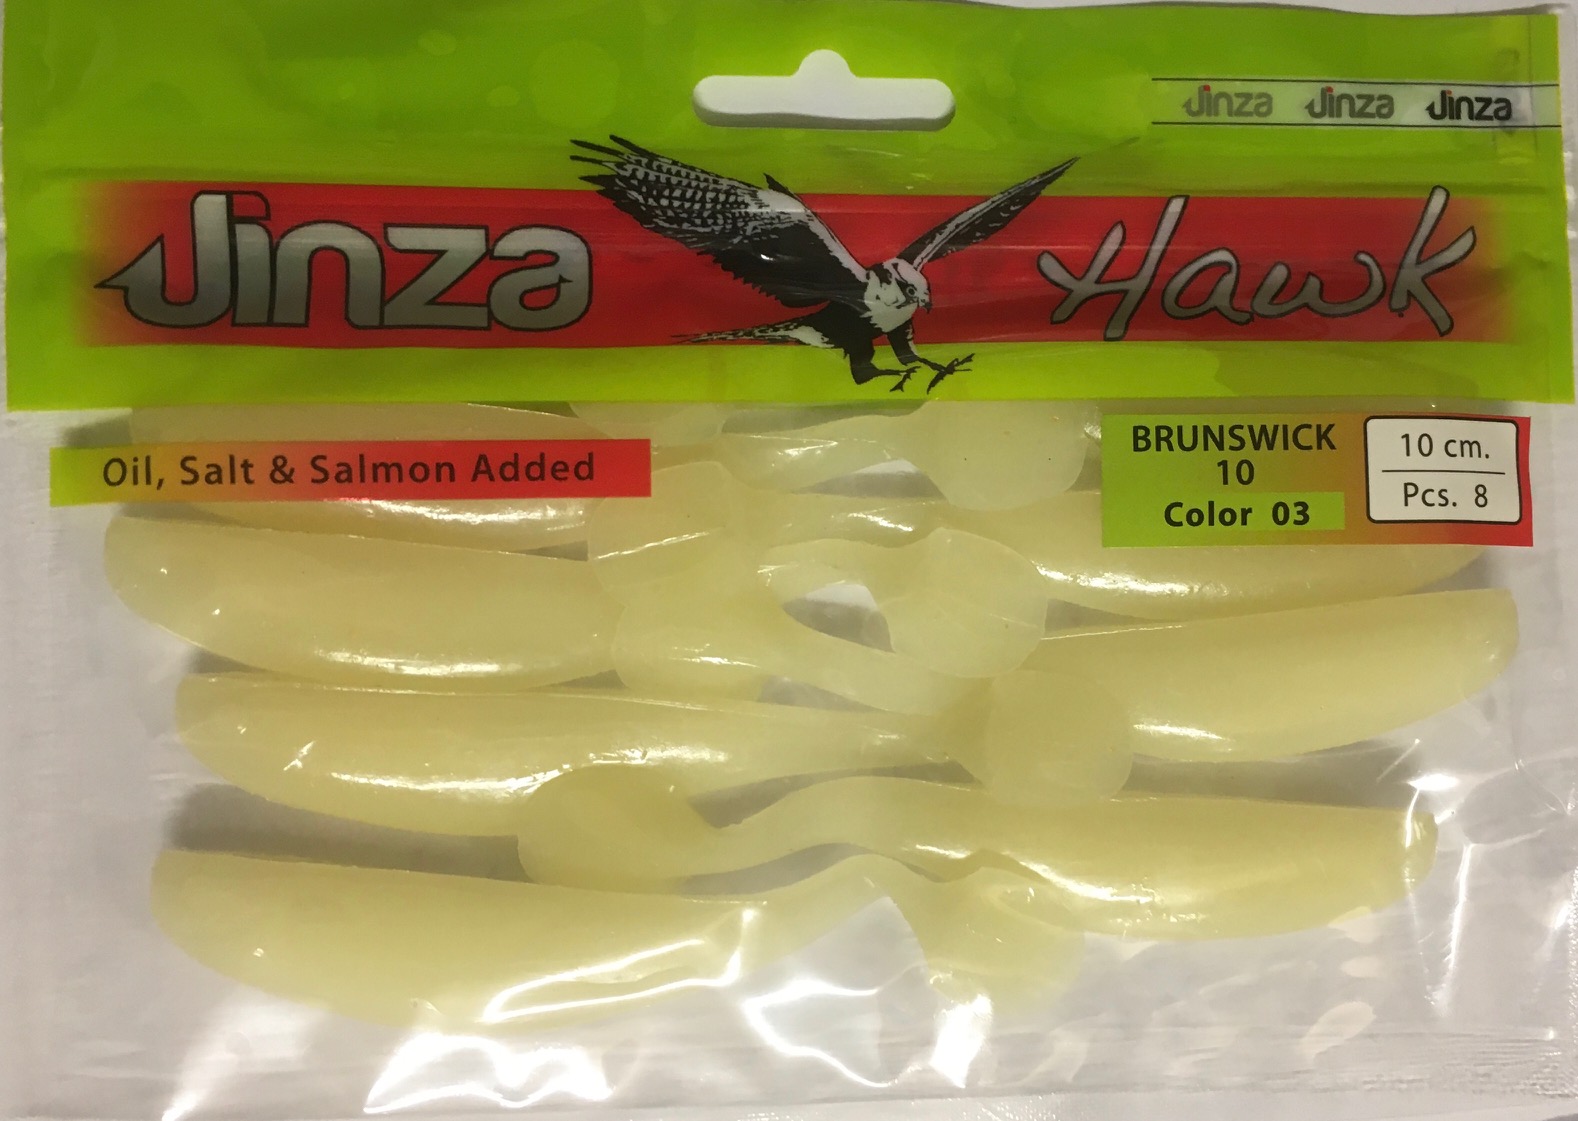 Jinza Jinza Jinza
Jinza Hawk
Oil, Salt & Salmon Added
BRUNSWICK
10
Color 03
10 cm.
Pcs. 8